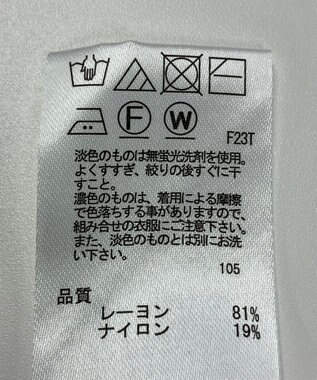 F W F23T
淡色のものは無蛍光洗剤を使用。
よくすすぎ、絞りの後すぐに干
すこと。
濃色のものは、着用による摩擦
で色落ちする事がありますので、
組み合せの衣服にご注意下さい。
また、淡色のものとは別にお洗
い下さい。
105
品質
レーヨン 81%
ナイロン 19%